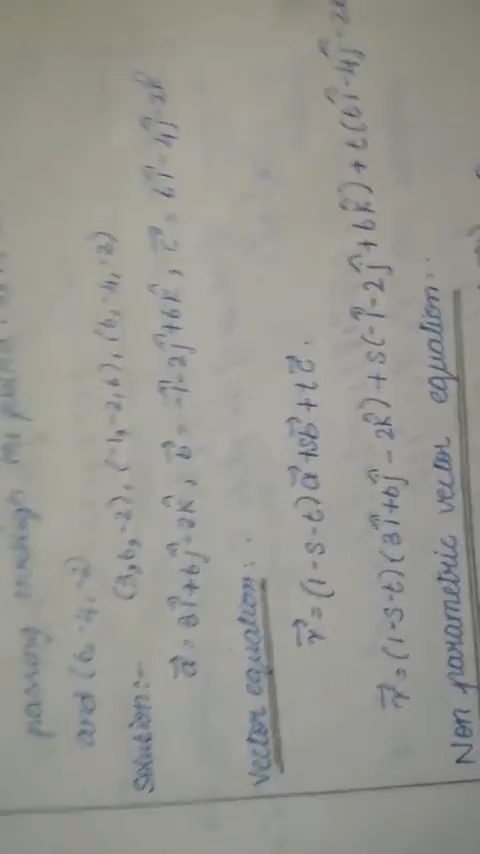 passing through the points
and (6, -4, -2)
Solution:-
(3, 6, -2), (-1, -2, 6), (6, -4, -2)
a⃗ = 3î + 6ĵ - 2k̂, b⃗ = -î - 2ĵ + 6k̂, c⃗ = 6î - 4ĵ - 2k̂
Vector equation:-
r⃗ = (1-s-t)a⃗ + sb⃗ + tc⃗.
r⃗ = (1-s-t)(3î + 6ĵ - 2k̂) + s(-î - 2ĵ + 6k̂) + t(6î - 4ĵ - 2k
Non parametric vector equation:-